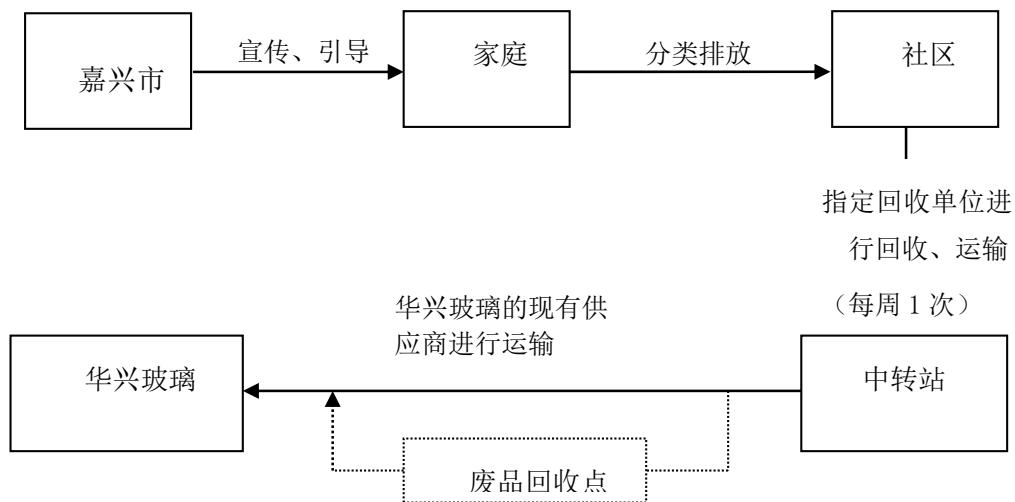 嘉兴市
宣传、引导
家庭
分类排放
社区
指定回收单位进
行回收、运输
（每周 1 次）
华兴玻璃的现有供
应商进行运输
华兴玻璃
中转站
废品回收点